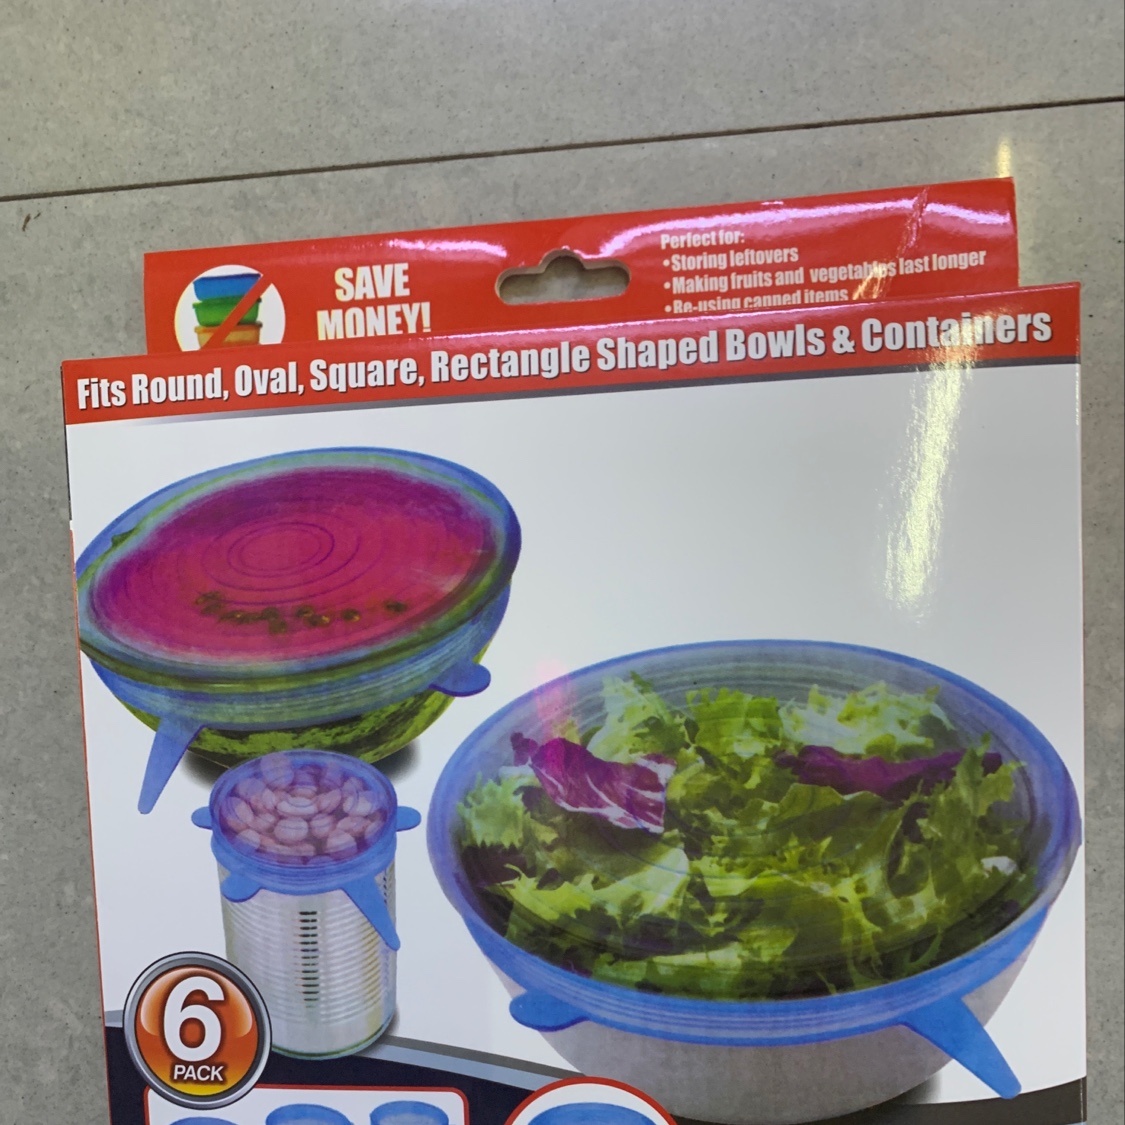 SAVE
MONEY!
Perfect for:
•Storing leftovers
•Making fruits and vegetables last longer
•Re-using canned items
Fits Round, Oval, Square, Rectangle Shaped Bowls & Containers
6
PACK